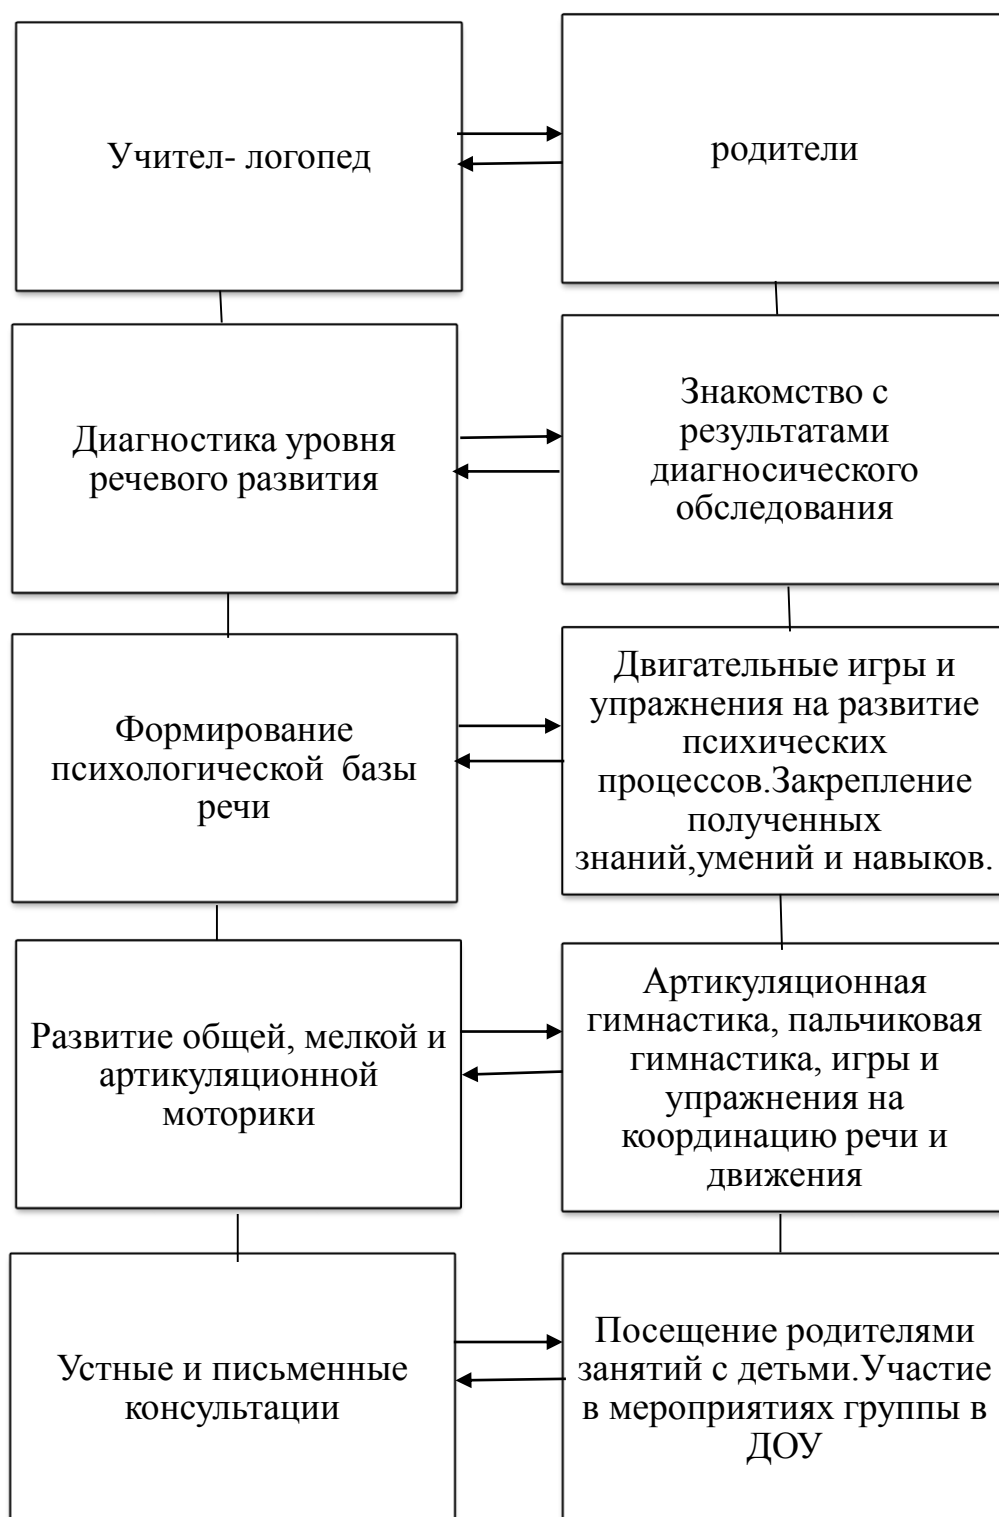 Учител- логопед
родители
Диагностика уровня
речевого развития
Знакомство с
результатами
диагносического
обследования
Формирование
психологической  базы
речи
Двигательные игры и
упражнения на развитие
психических
процессов.Закрепление
полученных
знаний,умений и навыков.
Развитие общей, мелкой и
артикуляционной
моторики
Артикуляционная
гимнастика, пальчиковая
гимнастика, игры и
упражнения на
координацию речи и
движения
Устные и письменные
консультации
Посещение родителями
занятий с детьми.Участие
в мероприятиях группы в
ДОУ